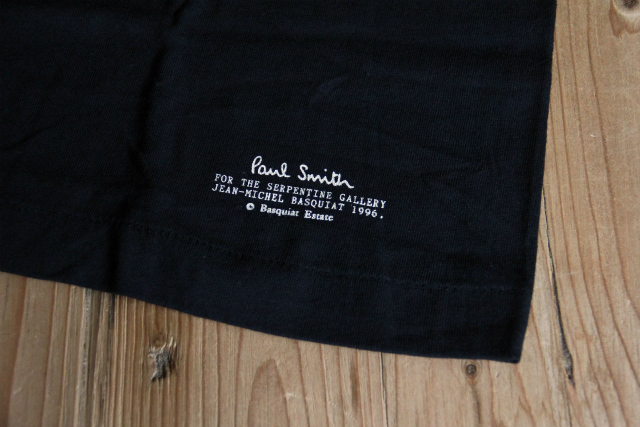 Paul Smith
FOR THE SERPENTINE GALLERY
JEAN-MICHEL BASQUIAT 1996.
© Basquiat Estate